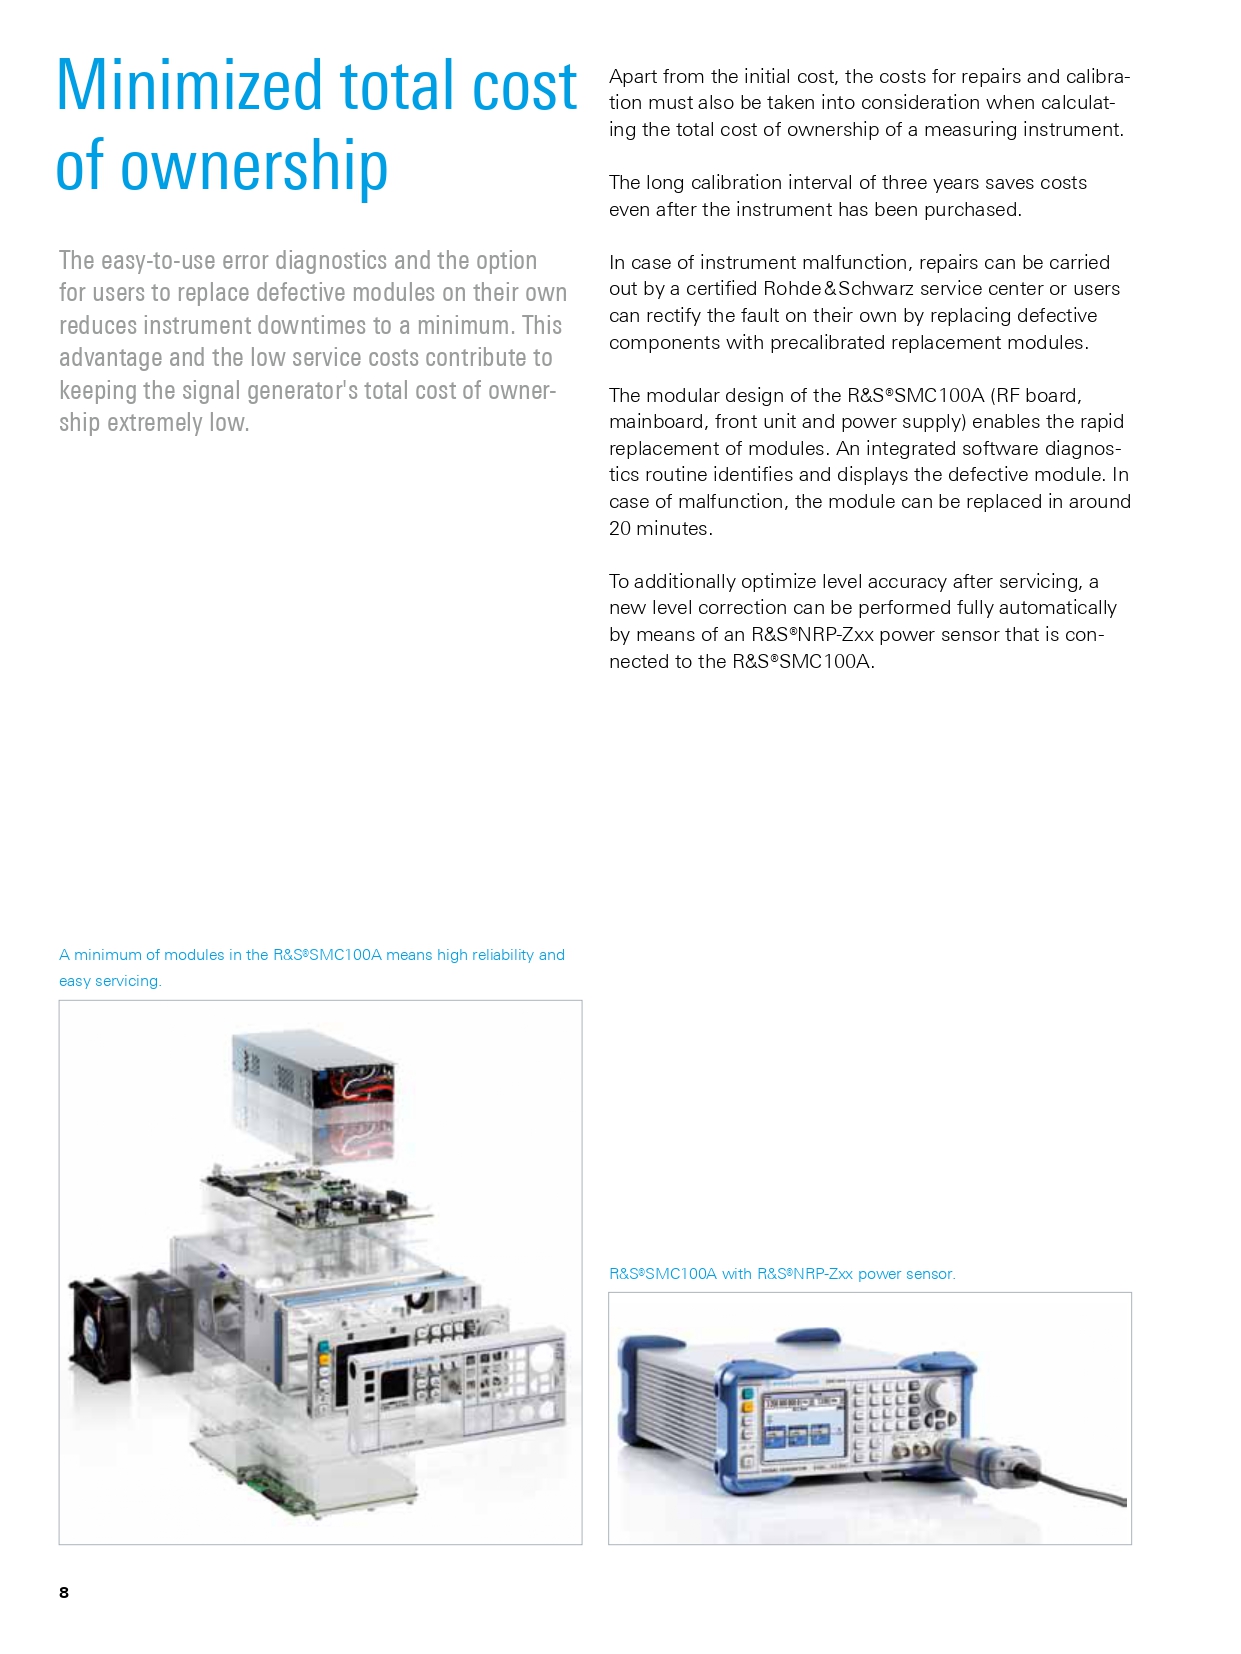 Minimized total cost
of ownership
The easy-to-use error diagnostics and the option
for users to replace defective modules on their own
reduces instrument downtimes to a minimum. This
advantage and the low service costs contribute to
keeping the signal generator's total cost of owner-
ship extremely low.
Apart from the initial cost, the costs for repairs and calibra-
tion must also be taken into consideration when calculat-
ing the total cost of ownership of a measuring instrument.
The long calibration interval of three years saves costs
even after the instrument has been purchased.
In case of instrument malfunction, repairs can be carried
out by a certified Rohde & Schwarz service center or users
can rectify the fault on their own by replacing defective
components with precalibrated replacement modules.
The modular design of the R&S®SMC100A (RF board,
mainboard, front unit and power supply) enables the rapid
replacement of modules. An integrated software diagnos-
tics routine identifies and displays the defective module. In
case of malfunction, the module can be replaced in around
20 minutes.
To additionally optimize level accuracy after servicing, a
new level correction can be performed fully automatically
by means of an R&S®NRP-Zxx power sensor that is con-
nected to the R&S®SMC100A.
A minimum of modules in the R&S®SMC100A means high reliability and
easy servicing.
R&S®SMC100A with R&S®NRP-Zxx power sensor.
8